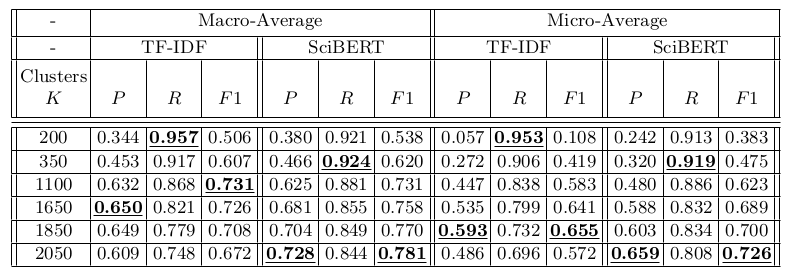 - Macro-Average Micro-Average
- TF-IDF SciBERT TF-IDF SciBERT
Clusters
K P R F1 P R F1 P R F1 P R F1
200 0.344 0.957 0.506 0.380 0.921 0.538 0.057 0.953 0.108 0.242 0.913 0.383
350 0.453 0.917 0.607 0.466 0.924 0.620 0.272 0.906 0.419 0.320 0.919 0.475
1100 0.632 0.868 0.731 0.625 0.881 0.731 0.447 0.838 0.583 0.480 0.886 0.623
1650 0.650 0.821 0.726 0.681 0.855 0.758 0.535 0.799 0.641 0.588 0.832 0.689
1850 0.649 0.779 0.708 0.704 0.849 0.770 0.593 0.732 0.655 0.603 0.834 0.700
2050 0.609 0.748 0.672 0.728 0.844 0.781 0.486 0.696 0.572 0.659 0.808 0.726